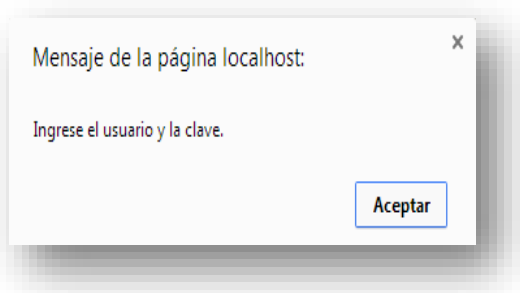 Mensaje de la página localhost:
x
Ingrese el usuario y la clave.
Aceptar